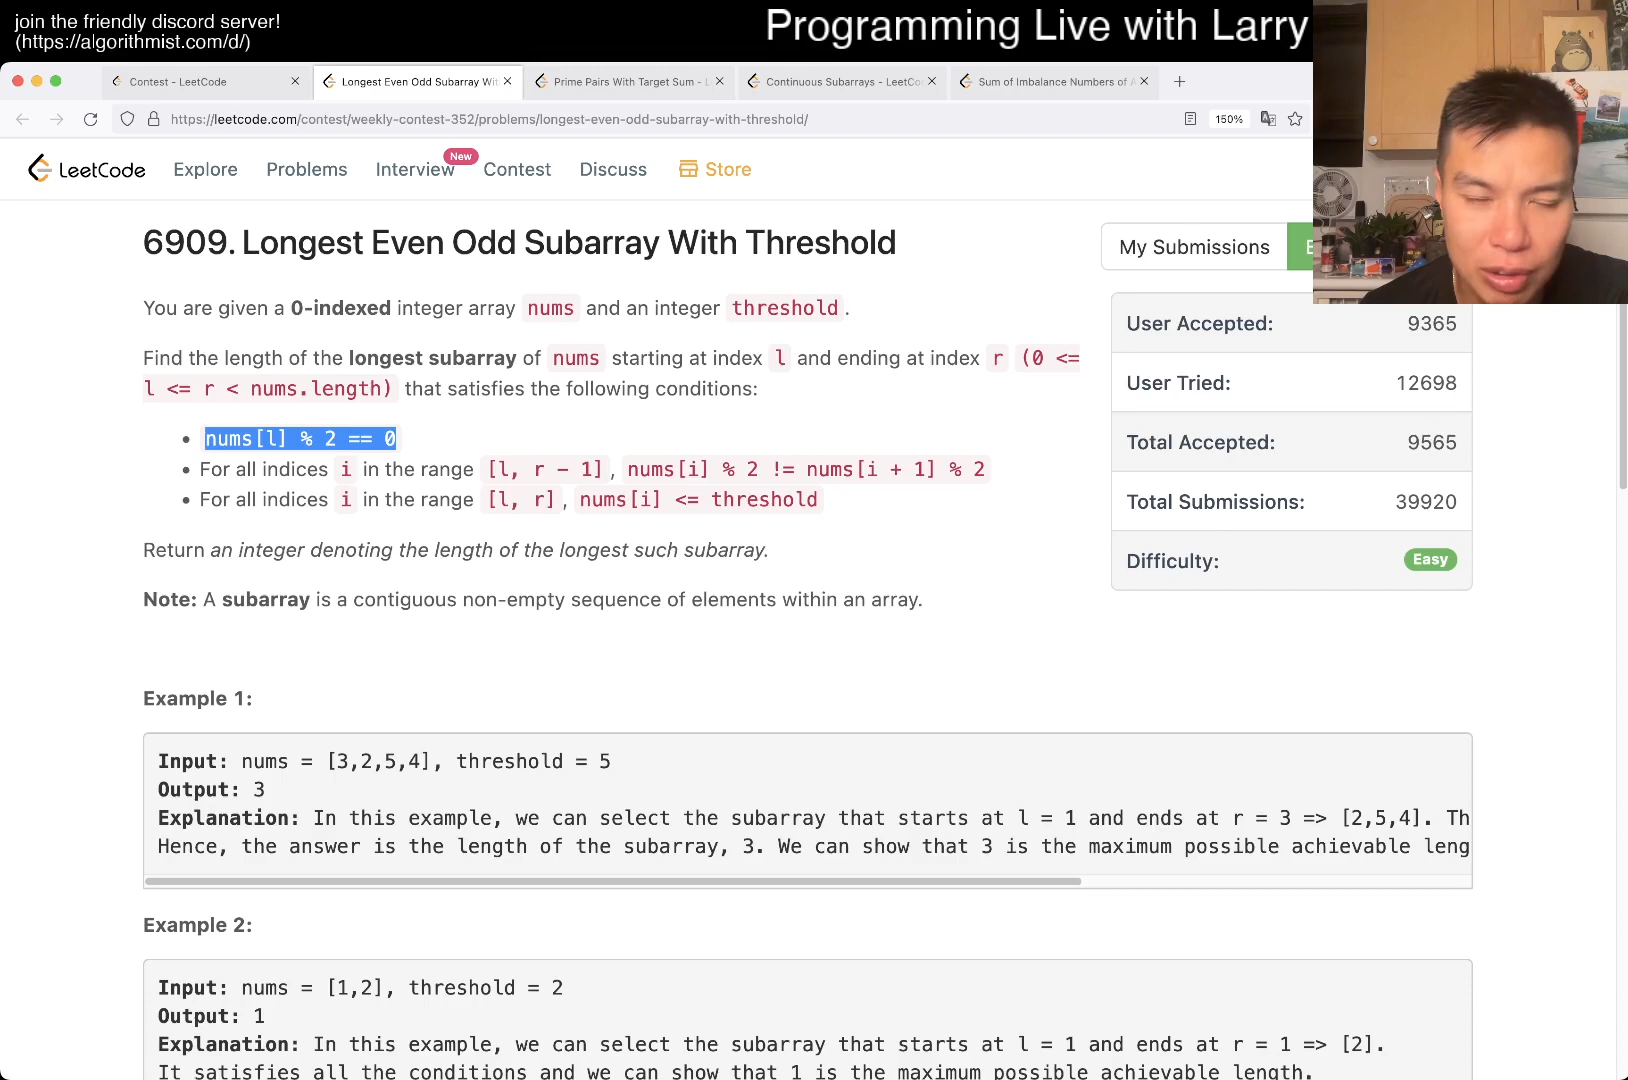 join the friendly discord server!
(https://algorithmist.com/d/)
Programming Live with Larry
Contest - LeetCode
Longest Even Odd Subarray Wit
Prime Pairs With Target Sum - L
Continuous Subarrays - LeetCo
Sum of Imbalance Numbers of A
https://leetcode.com/contest/weekly-contest-352/problems/longest-even-odd-subarray-with-threshold/
150%
LeetCode
Explore
Problems
Interview
New
Contest
Discuss
Store
6909. Longest Even Odd Subarray With Threshold
My Submissions
You are given a 0-indexed integer array nums and an integer threshold.
Find the length of the longest subarray of nums starting at index l and ending at index r (0 <=
l <= r < nums.length) that satisfies the following conditions:
• nums[l] % 2 == 0
• For all indices i in the range [l, r - 1], nums[i] % 2 != nums[i + 1] % 2
• For all indices i in the range [l, r], nums[i] <= threshold
Return an integer denoting the length of the longest such subarray.
Note: A subarray is a contiguous non-empty sequence of elements within an array.
User Accepted: 9365
User Tried: 12698
Total Accepted: 9565
Total Submissions: 39920
Difficulty: Easy
Example 1:
Input: nums = [3,2,5,4], threshold = 5
Output: 3
Explanation: In this example, we can select the subarray that starts at l = 1 and ends at r = 3 => [2,5,4]. Th
Hence, the answer is the length of the subarray, 3. We can show that 3 is the maximum possible achievable leng
Example 2:
Input: nums = [1,2], threshold = 2
Output: 1
Explanation: In this example, we can select the subarray that starts at l = 1 and ends at r = 1 => [2].
It satisfies all the conditions and we can show that 1 is the maximum possible achievable length.